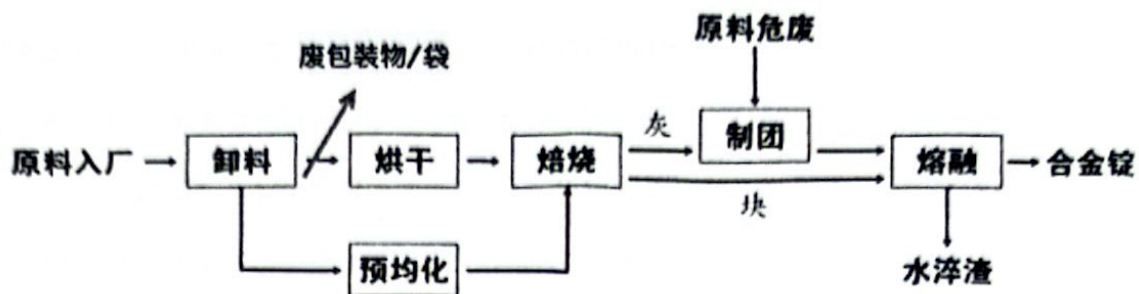 原料危废
废包装物/袋
灰
制团
原料入厂
卸料
烘干
焙烧
熔融
合金锭
块
预均化
水淬渣